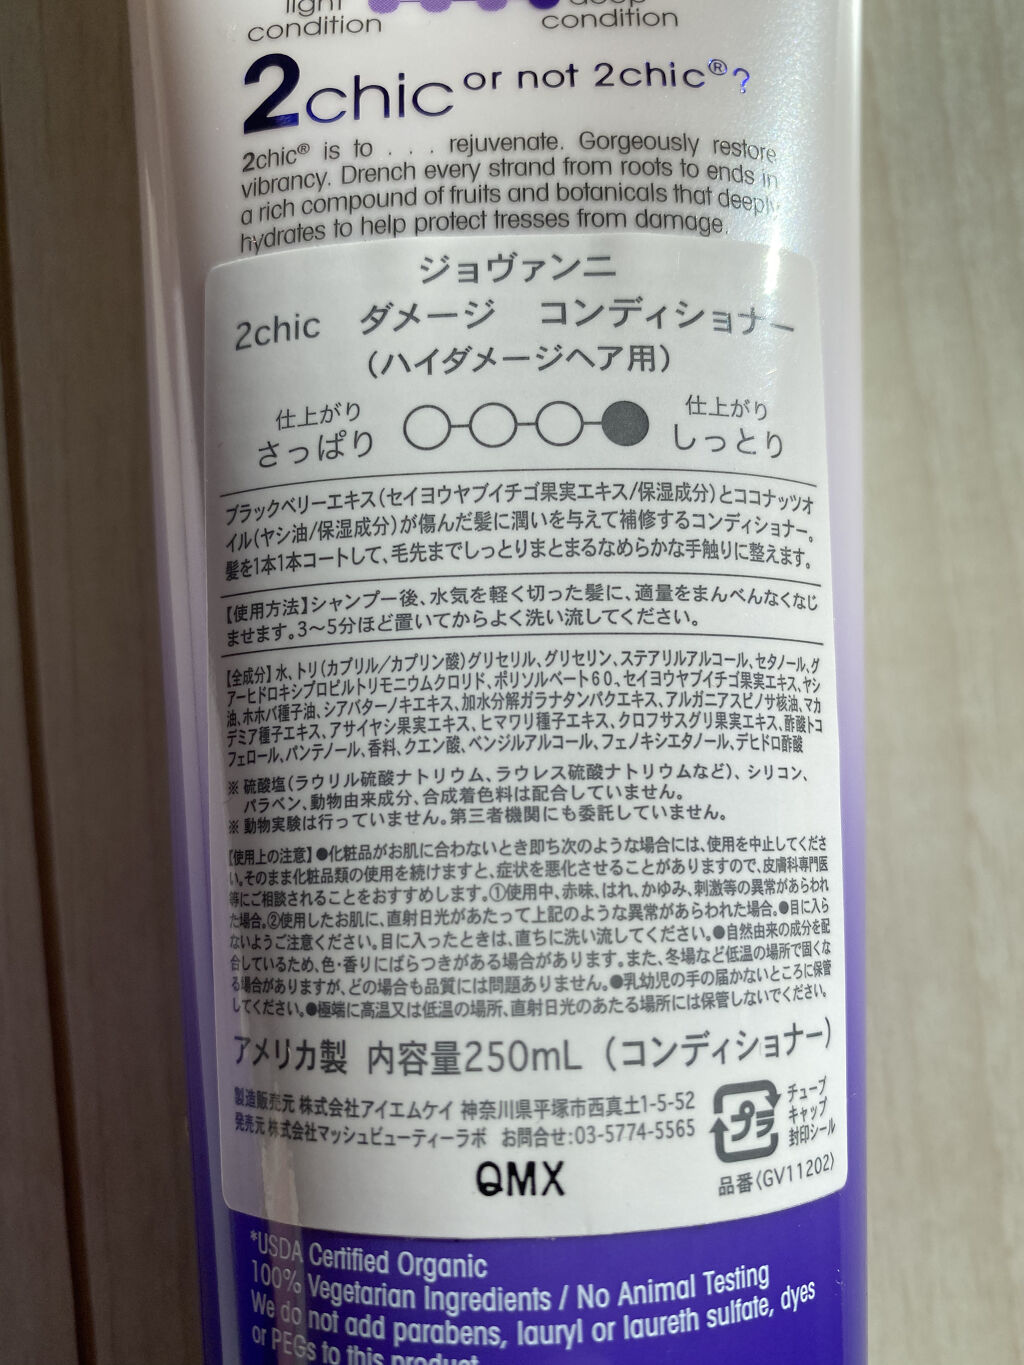 light condition
deep condition
2chic or not 2chic®?
2chic® is to . . . rejuvenate. Gorgeously restore
vibrancy. Drench every strand from roots to ends in
a rich compound of fruits and botanicals that deeply
hydrates to help protect tresses from damage.
ジョヴァンニ
2chic ダメージ コンディショナー
(ハイダメージヘア用)
仕上がり さっぱり
仕上がり しっとり
ブラックベリーエキス(セイヨウヤブイチゴ果実エキス/保湿成分)とココナッツオ
イル(ヤシ油/保湿成分)が傷んだ髪に潤いを与えて補修するコンディショナー。
髪を1本1本コートして、毛先までしっとりまとまるなめらかな手触りに整えます。
【使用方法】シャンプー後、水気を軽く切った髪に、適量をまんべんなくなじ
ませます。3〜5分ほど置いてからよく洗い流してください。
【全成分】水、トリ(カプリル/カプリン酸)グリセリル、グリセリン、ステアリルアルコール、セタノール、グ
アーヒドロキシプロピルトリモニウムクロリド、ポリソルベート60、セイヨウヤブイチゴ果実エキス、ヤシ
油、ホホバ種子油、シアバターノキエキス、加水分解ガラナタンパクエキス、アルガニアスピノサ核油、マカ
デミア種子エキス、アサイヤシ果実エキス、ヒマワリ種子エキス、クロフサスグリ果実エキス、酢酸トコ
フェロール、パンテノール、香料、クエン酸、ベンジルアルコール、フェノキシエタノール、デヒドロ酢酸
※ 硫酸塩(ラウリル硫酸ナトリウム、ラウレス硫酸ナトリウムなど)、シリコン、
パラベン、動物由来成分、合成着色料は配合していません。
※ 動物実験は行っていません。第三者機関にも委託していません。
【使用上の注意】●化粧品がお肌に合わないとき即ち次のような場合には、使用を中止してくださ
い。そのまま化粧品類の使用を続けますと、症状を悪化させることがありますので、皮膚科専門医
等にご相談されることをおすすめします。①使用中、赤味、はれ、かゆみ、刺激等の異常があらわれ
た場合。②使用したお肌に、直射日光があたって上記のような異常があらわれた場合。●目に入ら
ないようご注意ください。目に入ったときは、直ちに洗い流してください。●自然由来の成分を配
合しているため、色・香りにばらつきがある場合があります。また、冬場など低温の場所で固くな
る場合がありますが、どの場合も品質には問題ありません。●乳幼児の手の届かないところに保管
してください。●極端に高温又は低温の場所、直射日光のあたる場所には保管しないでください。
アメリカ製 内容量250mL (コンディショナー)
製造販売元 株式会社アイエムケイ 神奈川県平塚市西真土1-5-52
発売元 株式会社マッシュビューティーラボ お問合せ:03-5774-5565
プラ
チューブ
キャップ
封印シール
QMX
品番〈GV11202〉
*USDA Certified Organic
100% Vegetarian Ingredients / No Animal Testing
We do not add parabens, lauryl or laureth sulfate, dyes
or PEGs to this product